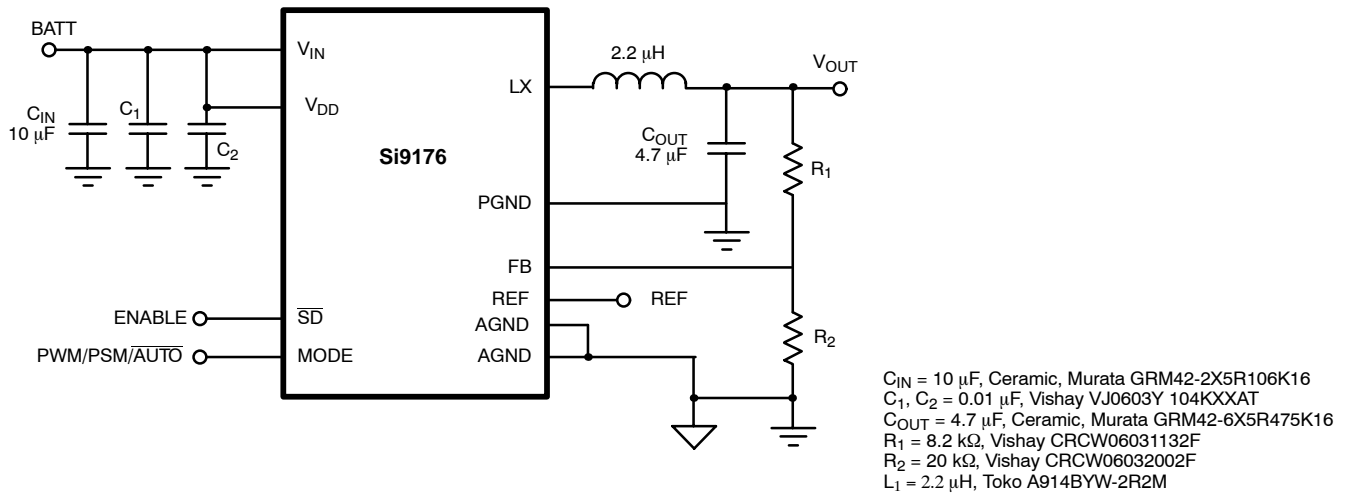 BATT
V_IN
2.2 μH
V_OUT
LX
V_DD
C_IN
10 μF
C_1
C_2
Si9176
C_OUT
4.7 μF
R_1
PGND
FB
REF
REF
ENABLE
SD
AGND
PWM/PSM/AUTO
MODE
AGND
R_2
C_IN = 10 μF, Ceramic, Murata GRM42-2X5R106K16
C_1, C_2 = 0.01 μF, Vishay VJ0603Y 104KXXAT
C_OUT = 4.7 μF, Ceramic, Murata GRM42-6X5R475K16
R_1 = 8.2 kΩ, Vishay CRCW06031132F
R_2 = 20 kΩ, Vishay CRCW06032002F
L_1 = 2.2 μH, Toko A914BYW-2R2M